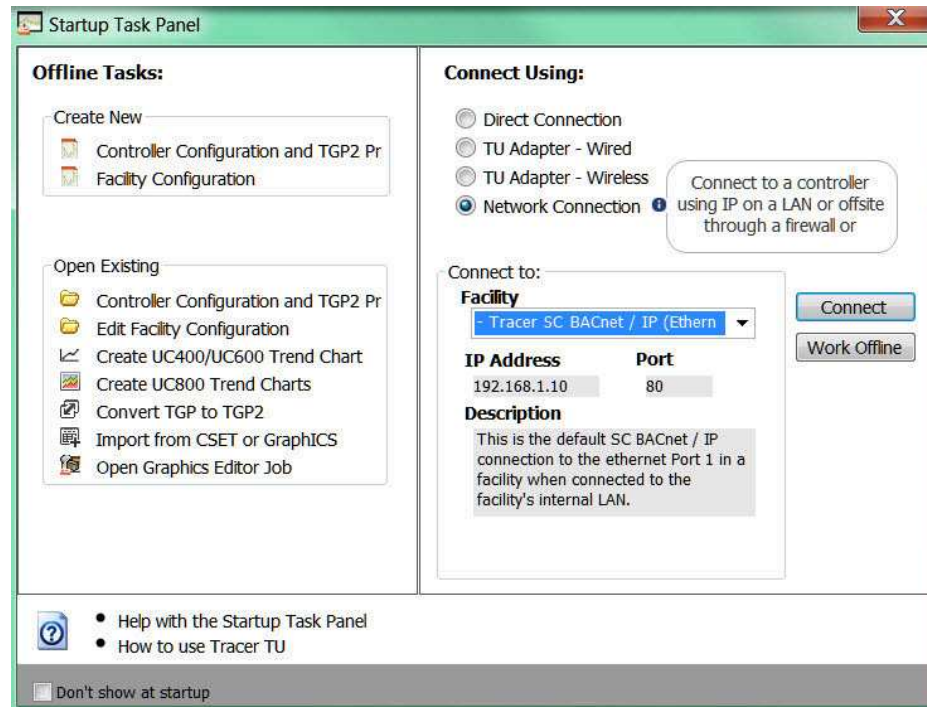 Startup Task Panel
X
Offline Tasks:
Create New
Controller Configuration and TGP2 Pr
Facility Configuration
Open Existing
Controller Configuration and TGP2 Pr
Edit Facility Configuration
Create UC400/UC600 Trend Chart
Create UC800 Trend Charts
Convert TGP to TGP2
Import from CSET or GraphICS
Open Graphics Editor Job
Connect Using:
Direct Connection
TU Adapter - Wired
TU Adapter - Wireless
Network Connection
Connect to a controller
using IP on a LAN or offsite
through a firewall or
Connect to:
Facility
- Tracer SC BACnet / IP (Ethern
IP Address Port
192.168.1.10 80
Description
This is the default SC BACnet / IP
connection to the ethernet Port 1 in a
facility when connected to the
facility's internal LAN.
Connect
Work Offline
Help with the Startup Task Panel
How to use Tracer TU
Don't show at startup